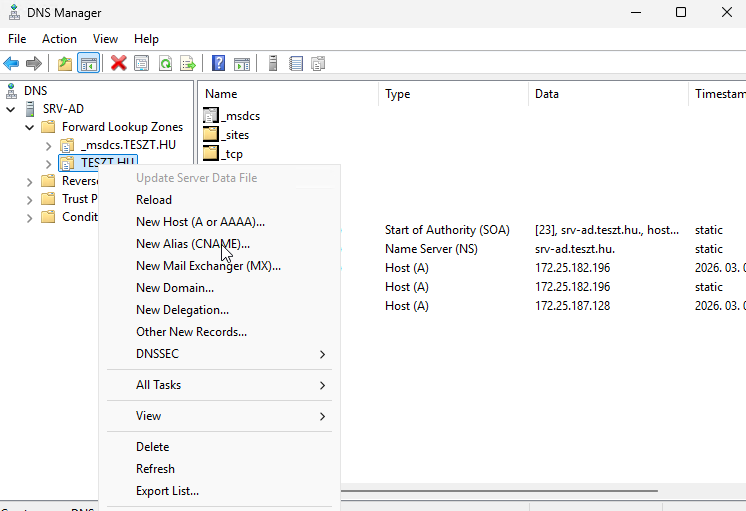 DNS Manager
File Action View Help
DNS
SRV-AD
Forward Lookup Zones
_msdcs.TESZT.HU
TESZT.HU
Reverse
Trust P
Condit
Name Type Data Timestam
_msdcs
_sites
_tcp
Start of Authority (SOA) [23], srv-ad.teszt.hu., host... static
Name Server (NS) srv-ad.teszt.hu. static
Host (A) 172.25.182.196 2026. 03. 0
Host (A) 172.25.182.196 static
Host (A) 172.25.187.128 2026. 03. 0
Update Server Data File
Reload
New Host (A or AAAA)...
New Alias (CNAME)...
New Mail Exchanger (MX)...
New Domain...
New Delegation...
Other New Records...
DNSSEC
All Tasks
View
Delete
Refresh
Export List...